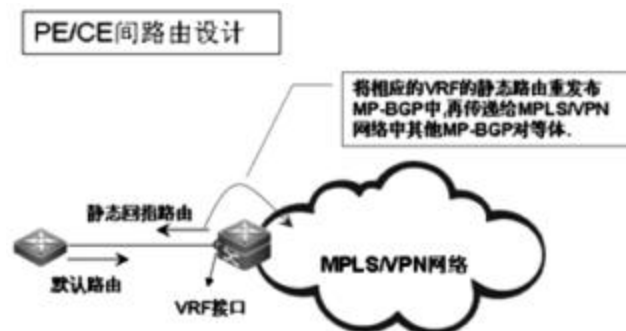 PE/CE间路由设计
将相应的VRF的静态路由重发布
MP-BGP中,再传递给MPLS/VPN
网络中其他MP-BGP对等体.
静态回指路由
默认路由
VRF接口
MPLS/VPN网络